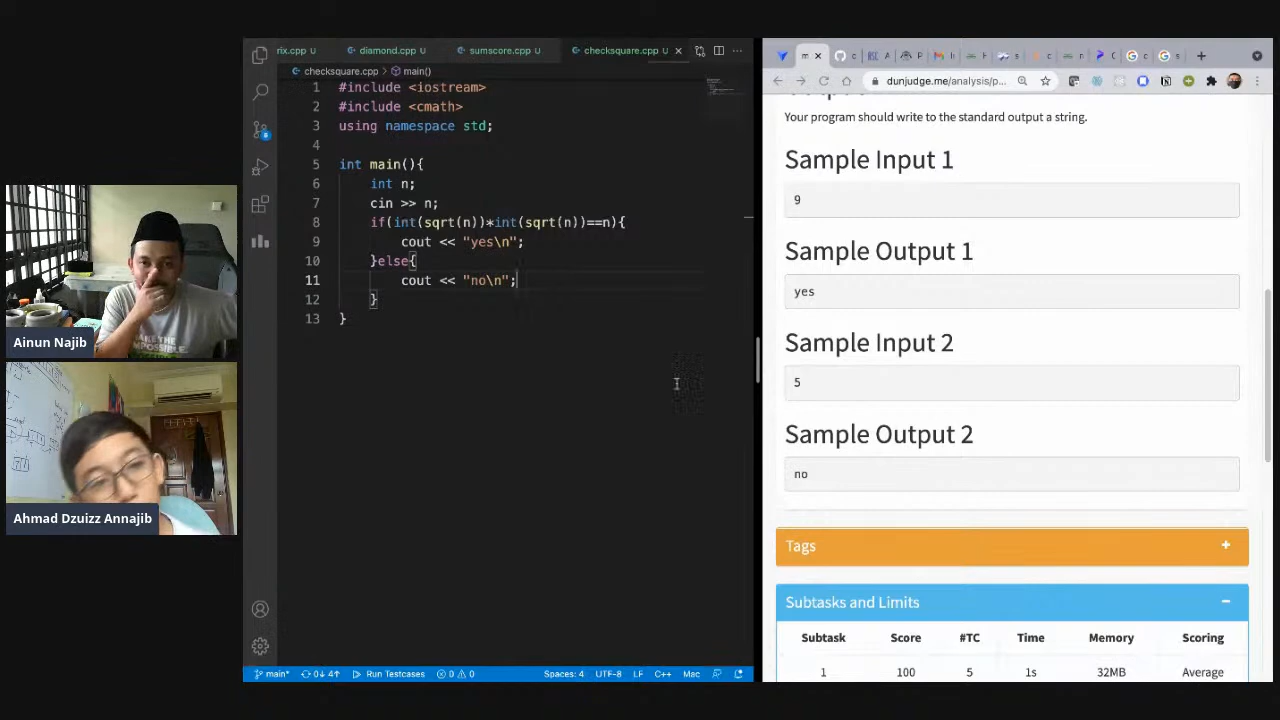 rix.cpp U
diamond.cpp U
sumscore.cpp U
checksquare.cpp U
checksquare.cpp > main()
1 #include <iostream>
2 #include <cmath>
3 using namespace std;
4
5 int main(){
6 int n;
7 cin >> n;
8 if(int(sqrt(n))*int(sqrt(n))==n){
9 cout << "yes\n";
10 }else{
11 cout << "no\n";
12 }
13 }
Ainun Najib
Ahmad Dzuizz Annajib
main* 0↓ 4↑ Run Testcases 0 0 Spaces: 4 UTF-8 LF C++ Mac
dunjudge.me/analysis/p...
Your program should write to the standard output a string.
Sample Input 1
9
Sample Output 1
yes
Sample Input 2
5
Sample Output 2
no
Tags +
Subtasks and Limits −
Subtask Score #TC Time Memory Scoring
1 100 5 1s 32MB Average